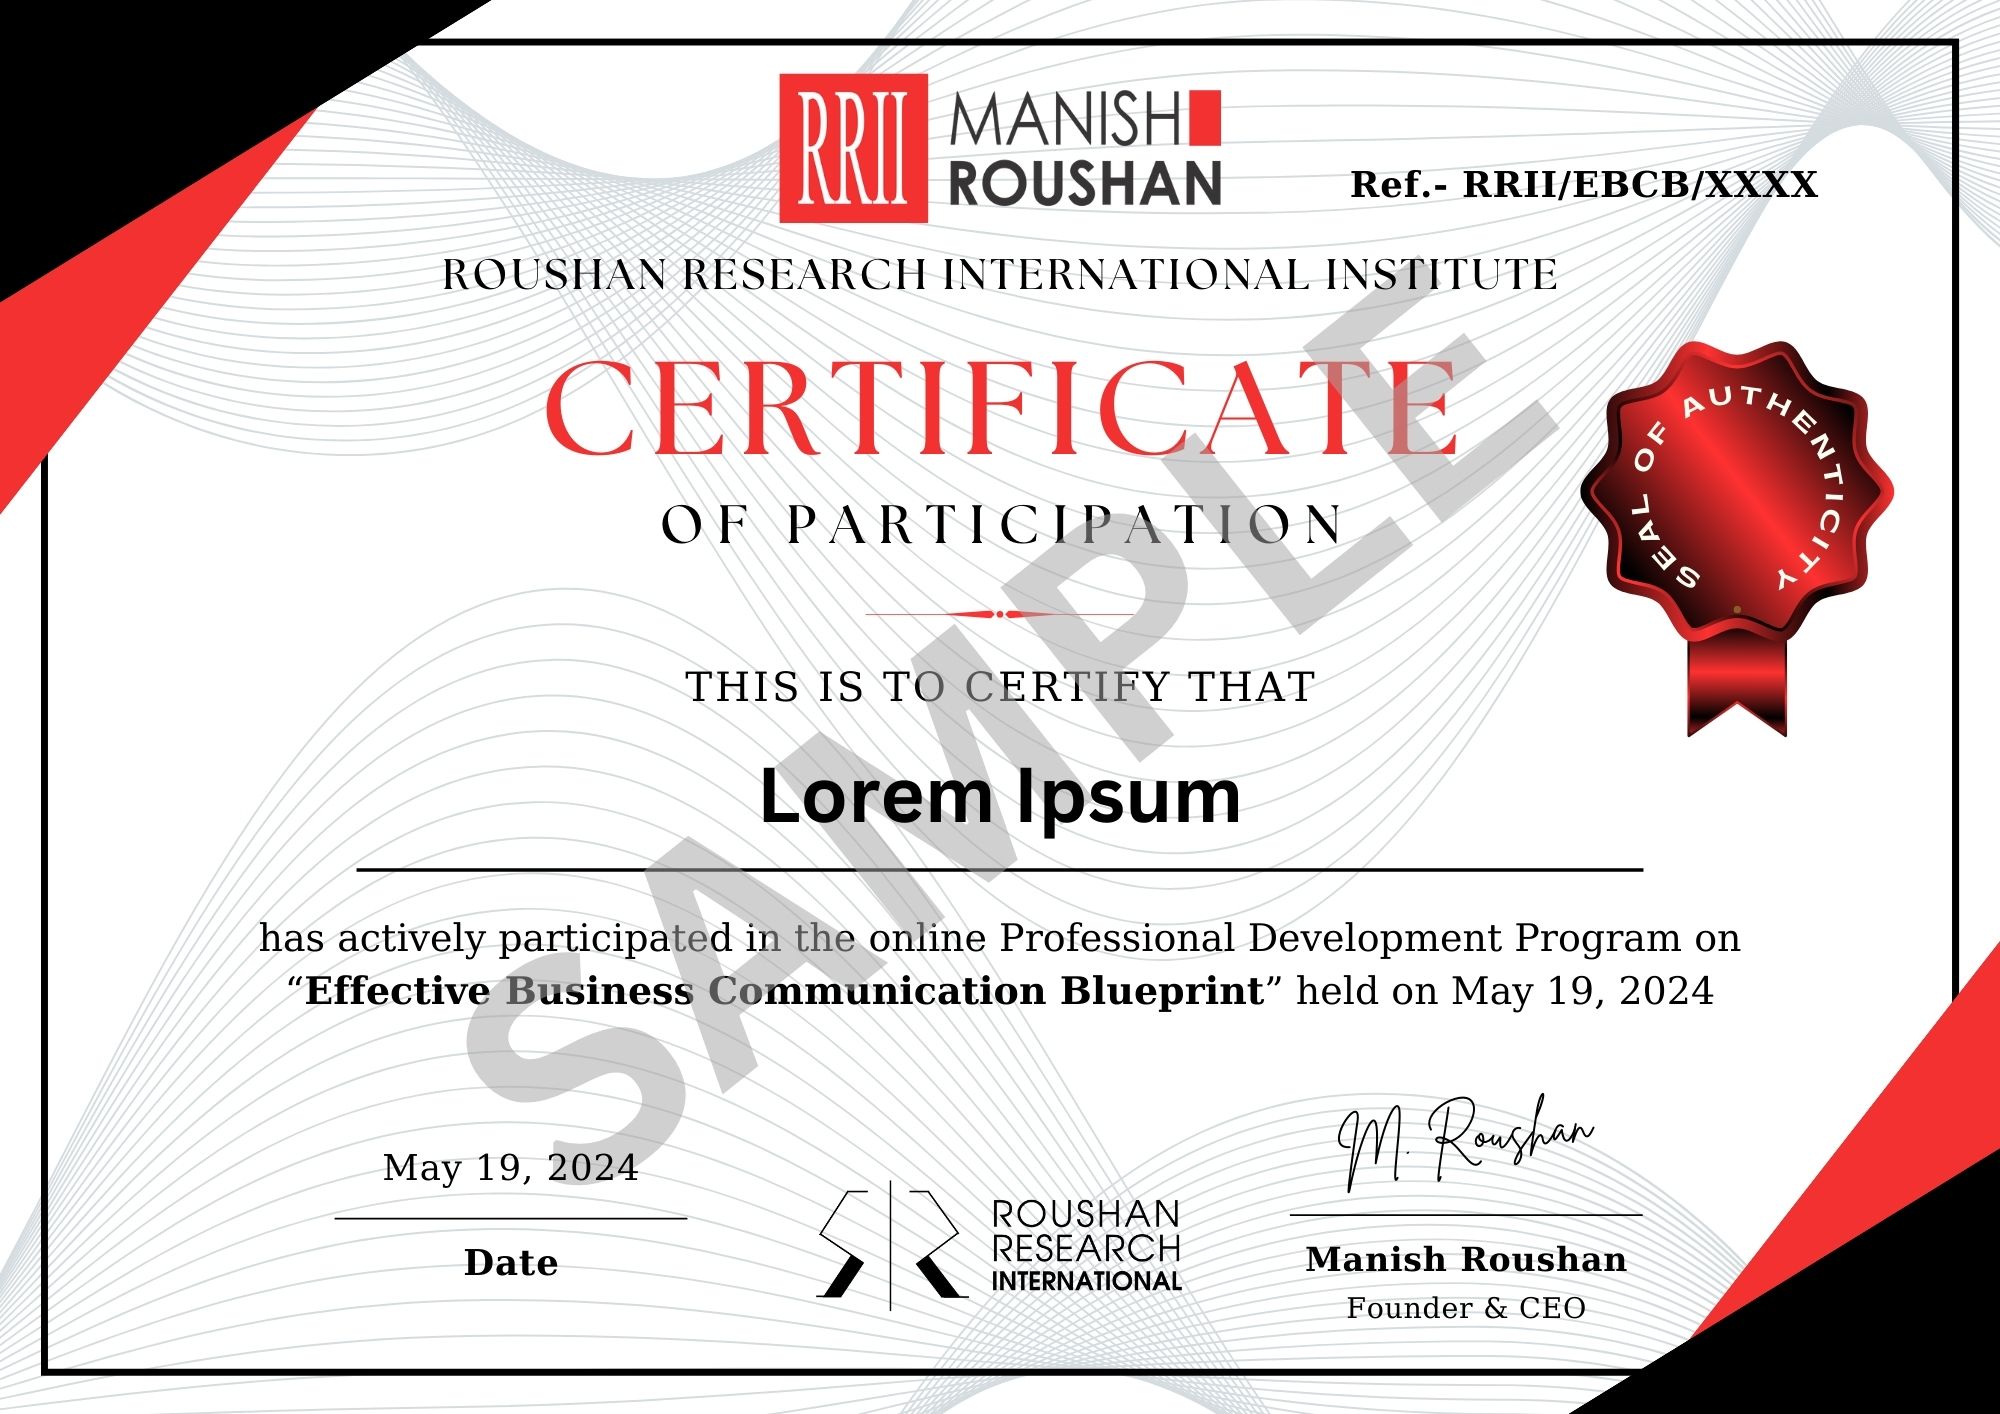 RRII
MANISH
ROUSHAN
Ref.- RRII/EBCB/XXXX
ROUSHAN RESEARCH INTERNATIONAL INSTITUTE
CERTIFICATE
OF PARTICIPATION
SEAL OF AUTHENTICITY
THIS IS TO CERTIFY THAT
Lorem Ipsum
has actively participated in the online Professional Development Program on
“Effective Business Communication Blueprint” held on May 19, 2024
SAMPLE
May 19, 2024
Date
ROUSHAN
RESEARCH
INTERNATIONAL
M. Roushan
Manish Roushan
Founder & CEO